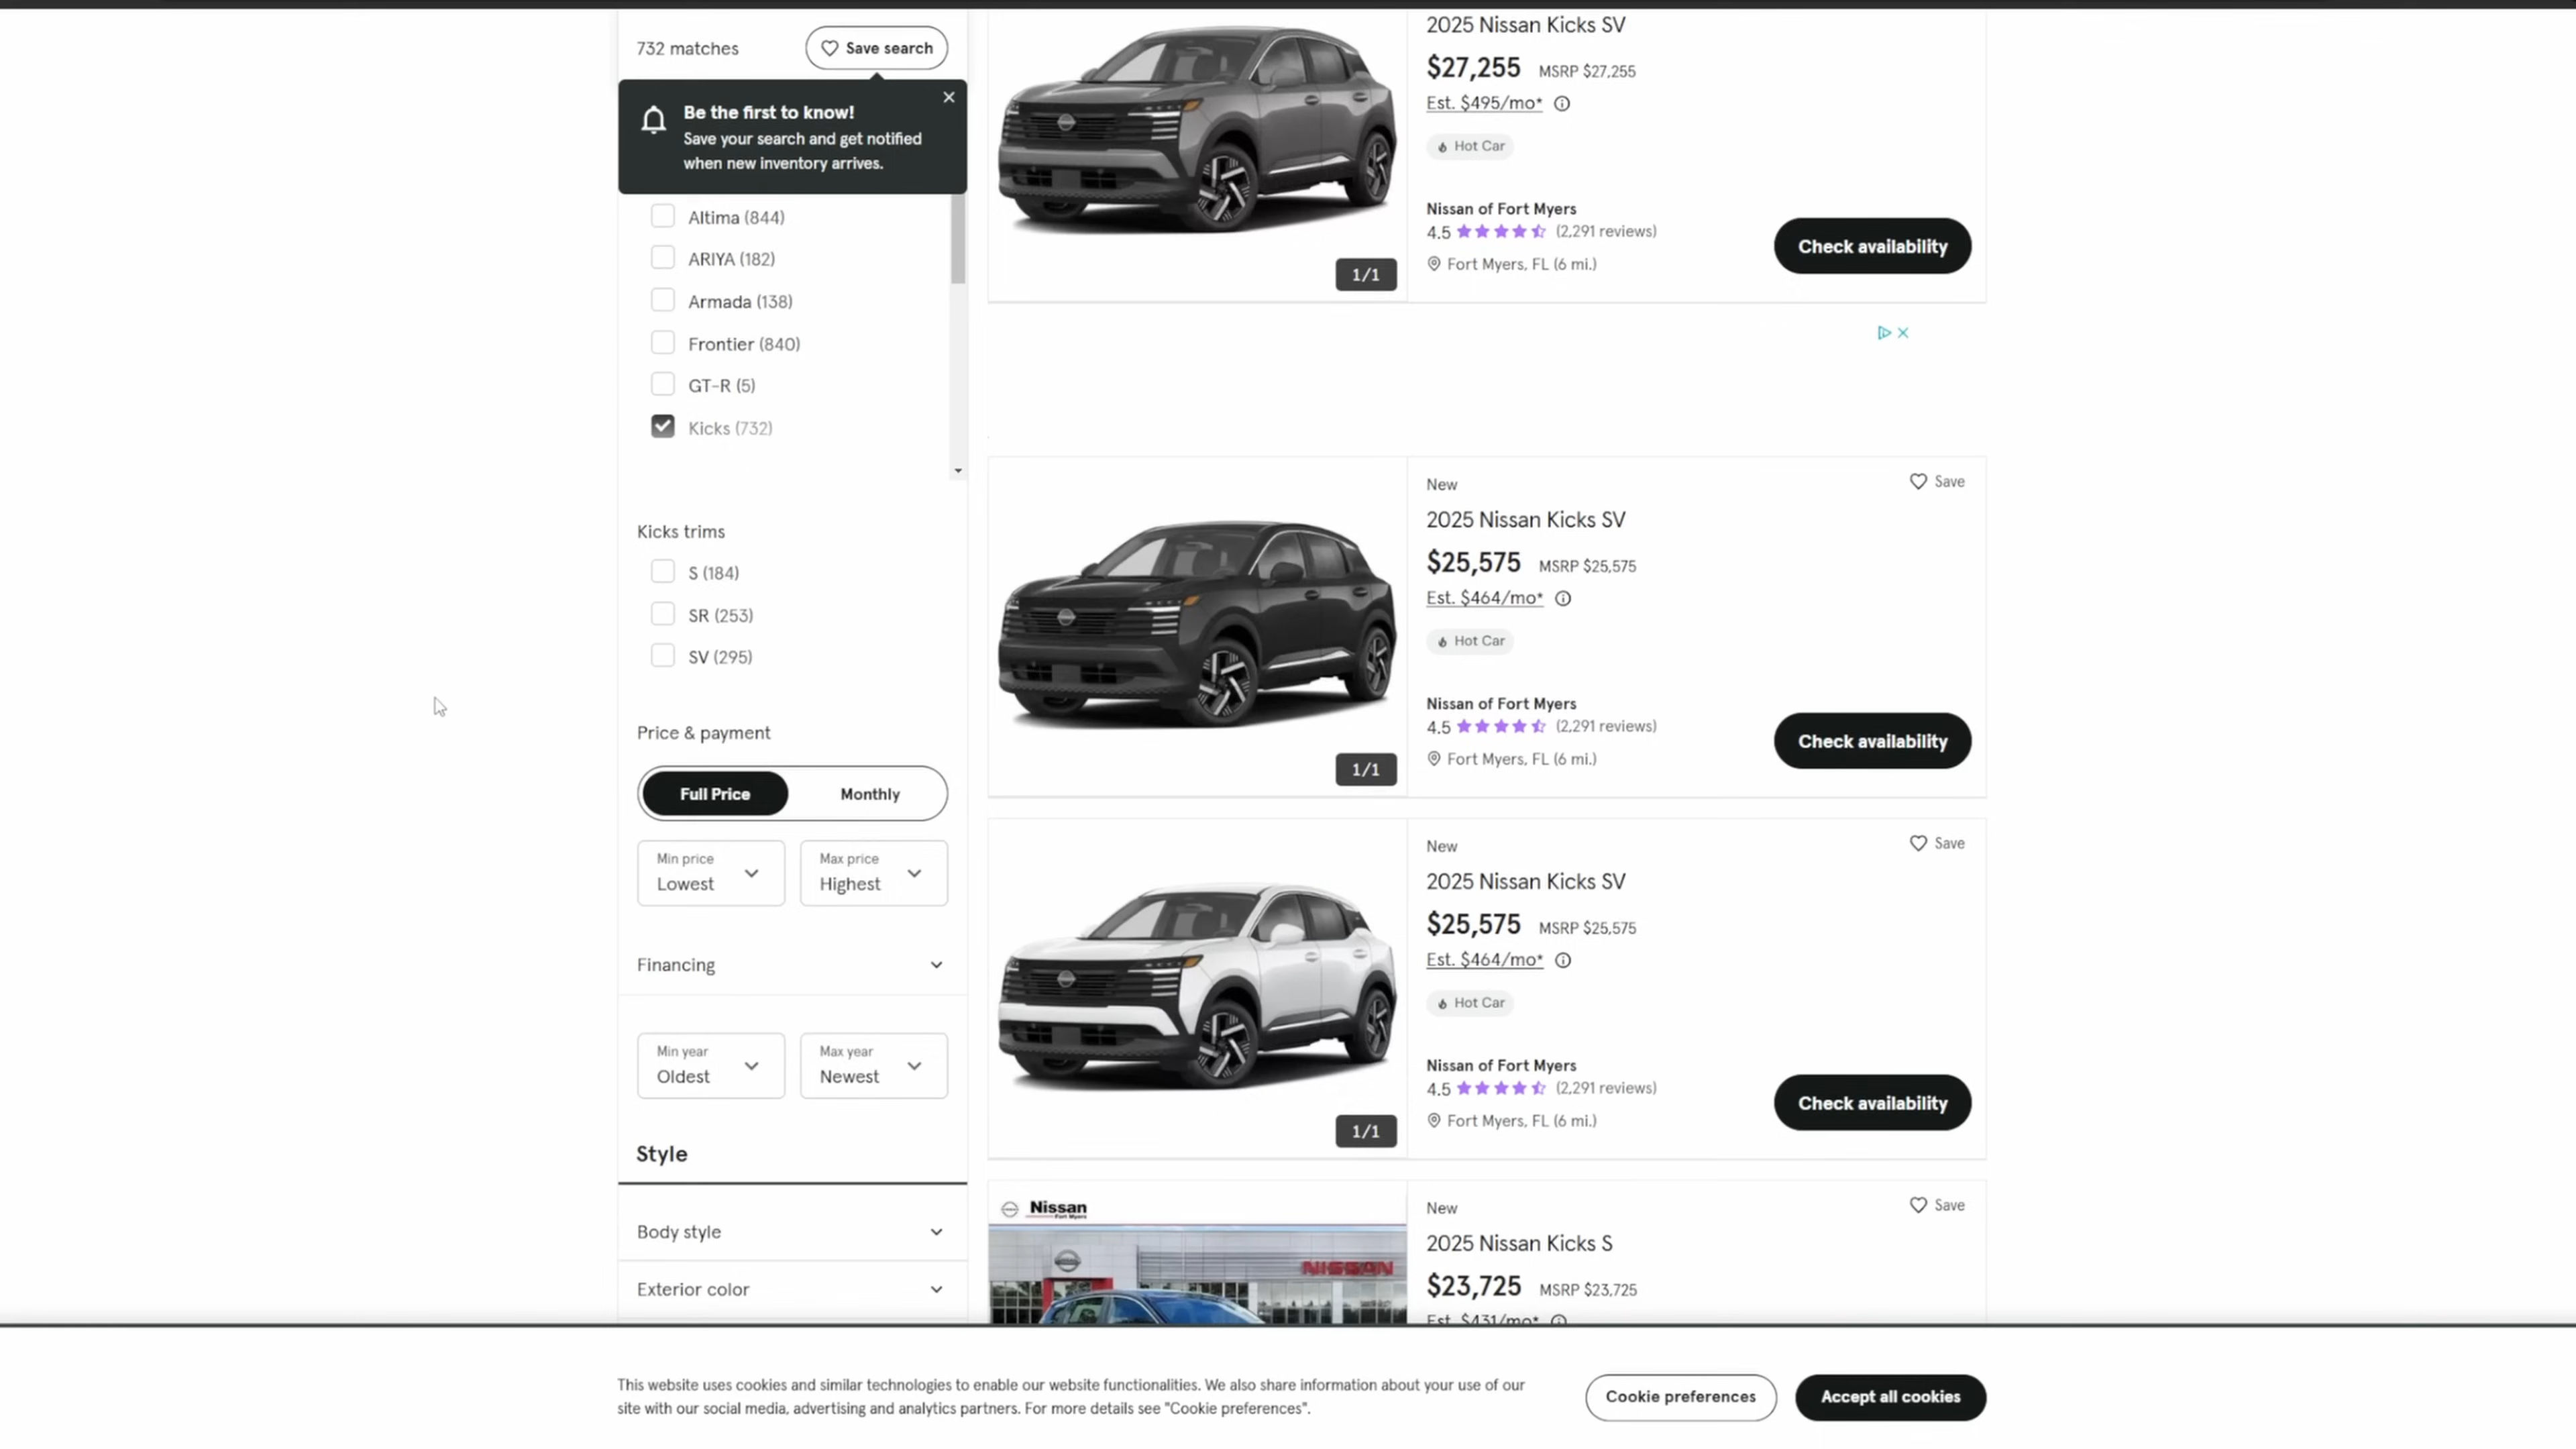 732 matches
Save search
Be the first to know!
Save your search and get notified
when new inventory arrives.
Altima (844)
ARIYA (182)
Armada (138)
Frontier (840)
GT-R (5)
Kicks (732)
Kicks trims
S (184)
SR (253)
SV (295)
Price & payment
Full Price
Monthly
Min price
Lowest
Max price
Highest
Financing
Min year
Oldest
Max year
Newest
Style
Body style
Exterior color
2025 Nissan Kicks SV
$27,255 MSRP $27,255
Est. $495/mo*
Hot Car
Nissan of Fort Myers
4.5 (2,291 reviews)
Fort Myers, FL (6 mi.)
Check availability
1/1
New
Save
2025 Nissan Kicks SV
$25,575 MSRP $25,575
Est. $464/mo*
Hot Car
Nissan of Fort Myers
4.5 (2,291 reviews)
Fort Myers, FL (6 mi.)
Check availability
1/1
New
Save
2025 Nissan Kicks SV
$25,575 MSRP $25,575
Est. $464/mo*
Hot Car
Nissan of Fort Myers
4.5 (2,291 reviews)
Fort Myers, FL (6 mi.)
Check availability
1/1
Nissan
Fort Myers
NISSAN
New
Save
2025 Nissan Kicks S
$23,725 MSRP $23,725
Est. $431/mo*
This website uses cookies and similar technologies to enable our website functionalities. We also share information about your use of our
site with our social media, advertising and analytics partners. For more details see "Cookie preferences".
Cookie preferences
Accept all cookies